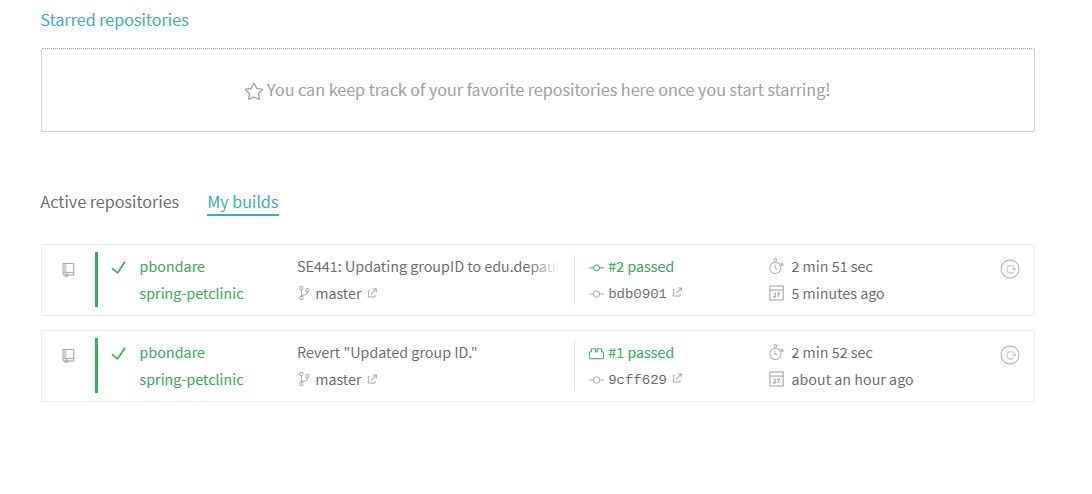 Starred repositories
You can keep track of your favorite repositories here once you start starring!
Active repositories My builds
pbondare SE441: Updating groupID to edu.depaul #2 passed 2 min 51 sec
spring-petclinic master bdb0901 5 minutes ago
pbondare Revert "Updated group ID." #1 passed 2 min 52 sec
spring-petclinic master 9cff629 about an hour ago